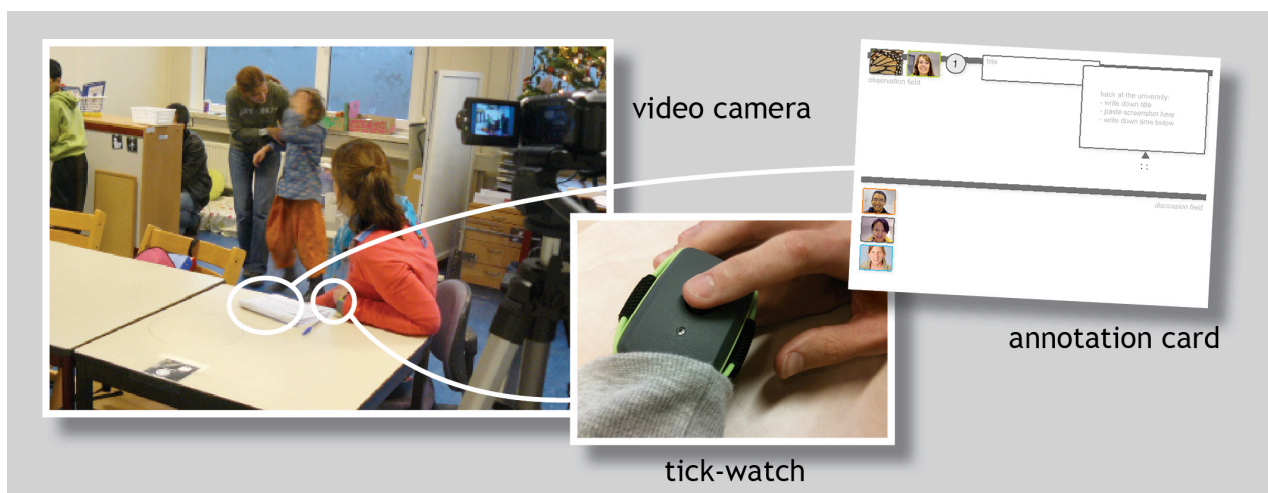 video camera
1
title
observation field
back at the university:
- write down title
- paste screenshot here
- write down time below
: :
discussion field
annotation card
tick-watch